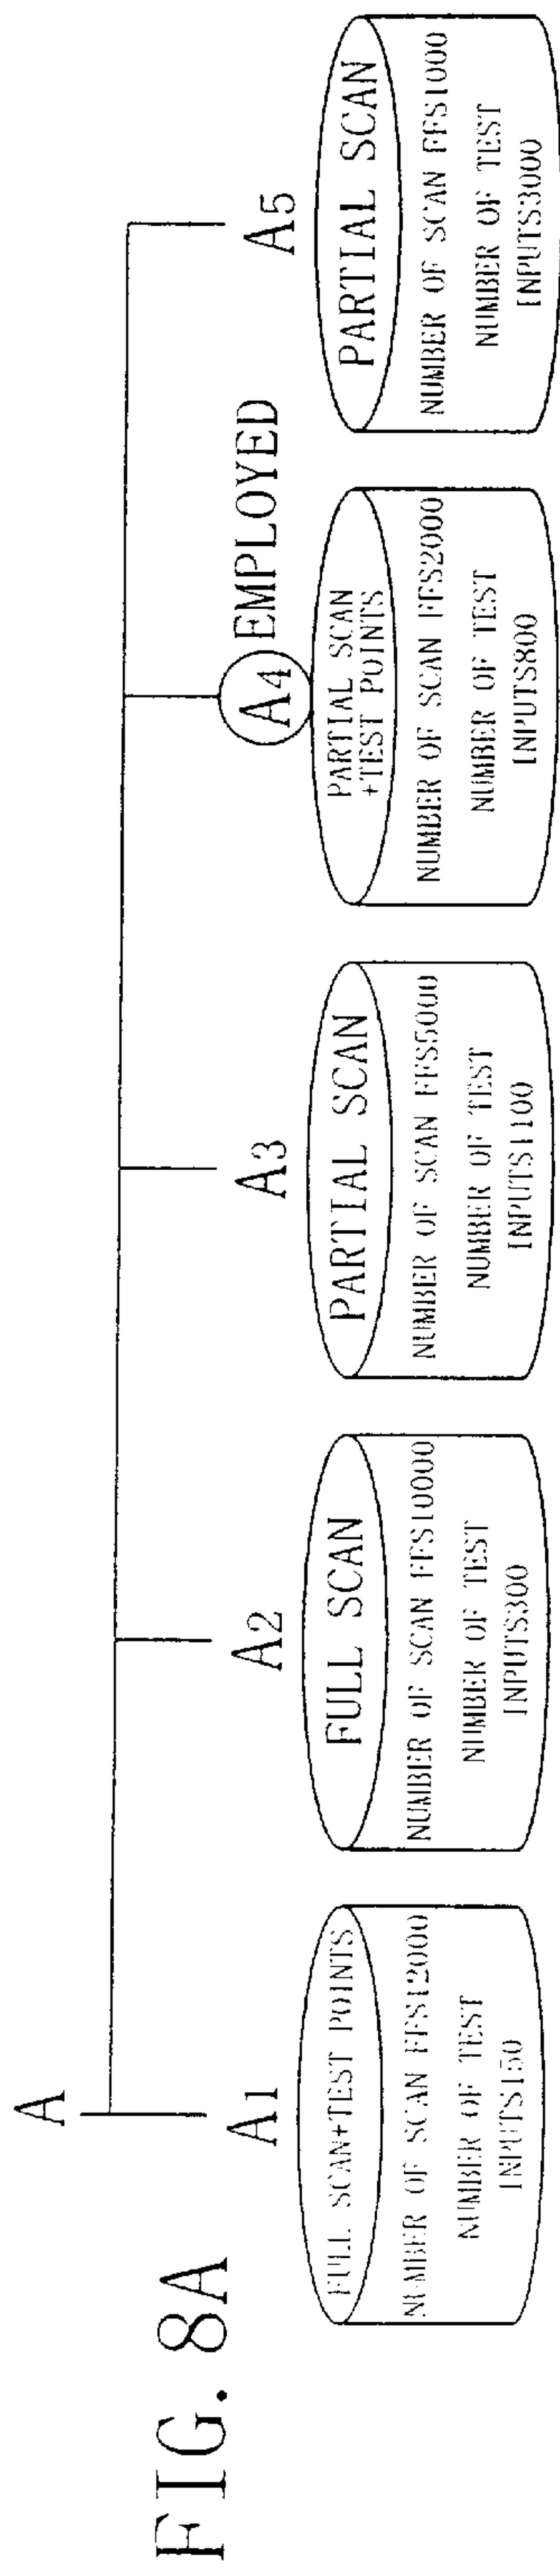 FIG. 8A
A
A1
FULL SCAN+TEST POINTS
NUMBER OF SCAN FFS12000
NUMBER OF TEST
INPUTS150
A2
FULL SCAN
NUMBER OF SCAN FFS10000
NUMBER OF TEST
INPUTS300
A3
PARTIAL SCAN
NUMBER OF SCAN FFS5000
NUMBER OF TEST
INPUTS1100
A4 EMPLOYED
PARTIAL SCAN
+TEST POINTS
NUMBER OF SCAN FFS2000
NUMBER OF TEST
INPUTS800
A5
PARTIAL SCAN
NUMBER OF SCAN FFS1000
NUMBER OF TEST
INPUTS3000